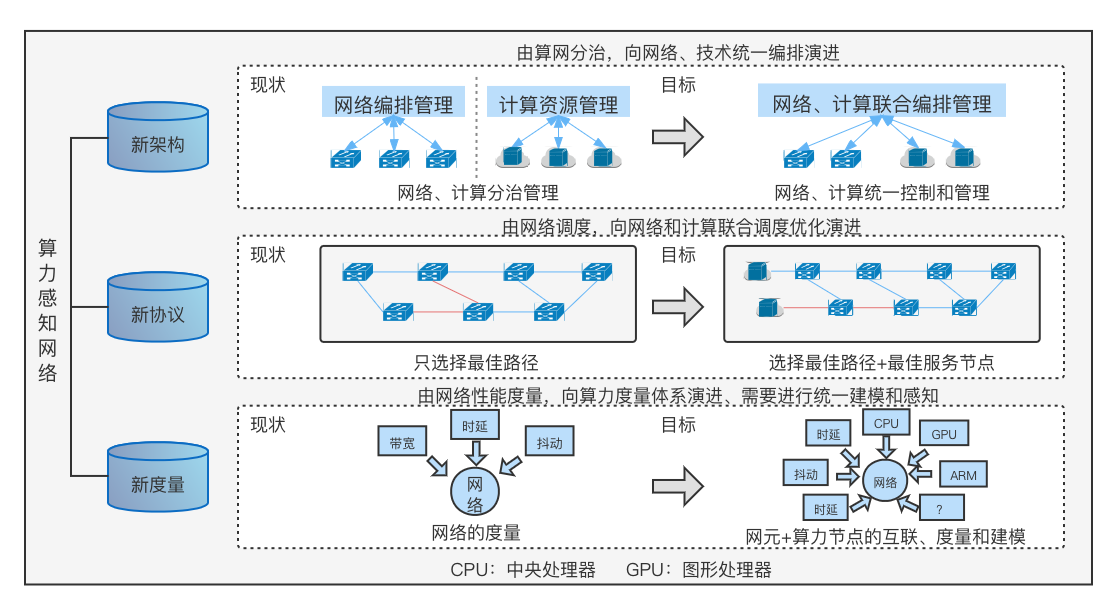 由算网分治，向网络、技术统一编排演进
现状
目标
网络编排管理
计算资源管理
网络、计算联合编排管理
新架构
网络、计算分治管理
网络、计算统一控制和管理
由网络调度，向网络和计算联合调度优化演进
现状
目标
算力感知网络
新协议
只选择最佳路径
选择最佳路径+最佳服务节点
由网络性能度量，向算力度量体系演进、需要进行统一建模和感知
现状
目标
带宽
时延
抖动
网络
时延
CPU
GPU
抖动
网络
ARM
时延
?
新度量
网络的度量
网元+算力节点的互联、度量和建模
CPU：中央处理器 GPU：图形处理器